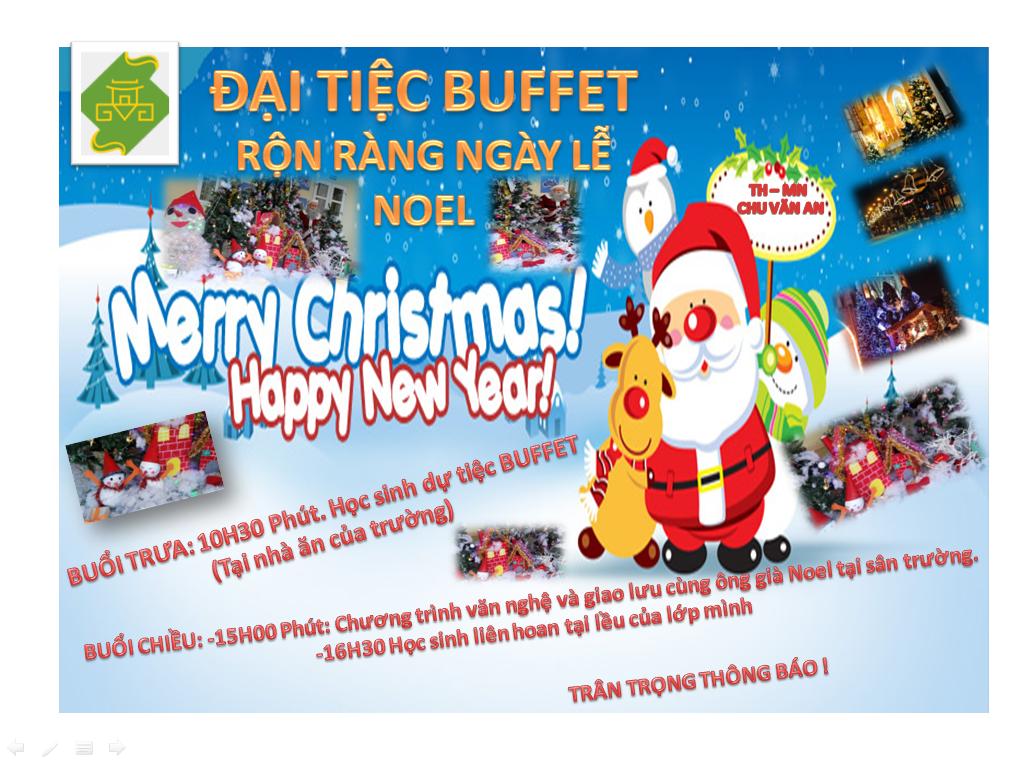 ĐẠI TIỆC BUFFET
RỘN RÀNG NGÀY LỄ
NOEL
TH – MN
CHU VĂN AN
Merry Christmas!
Happy New Year!
BUỔI TRƯA: 10H30 Phút. Học sinh dự tiệc BUFFET
(Tại nhà ăn của trường)
BUỔI CHIỀU: -15H00 Phút: Chương trình văn nghệ và giao lưu cùng ông già Noel tại sân trường.
-16H30 Học sinh liên hoan tại lều của lớp mình
TRÂN TRỌNG THÔNG BÁO !